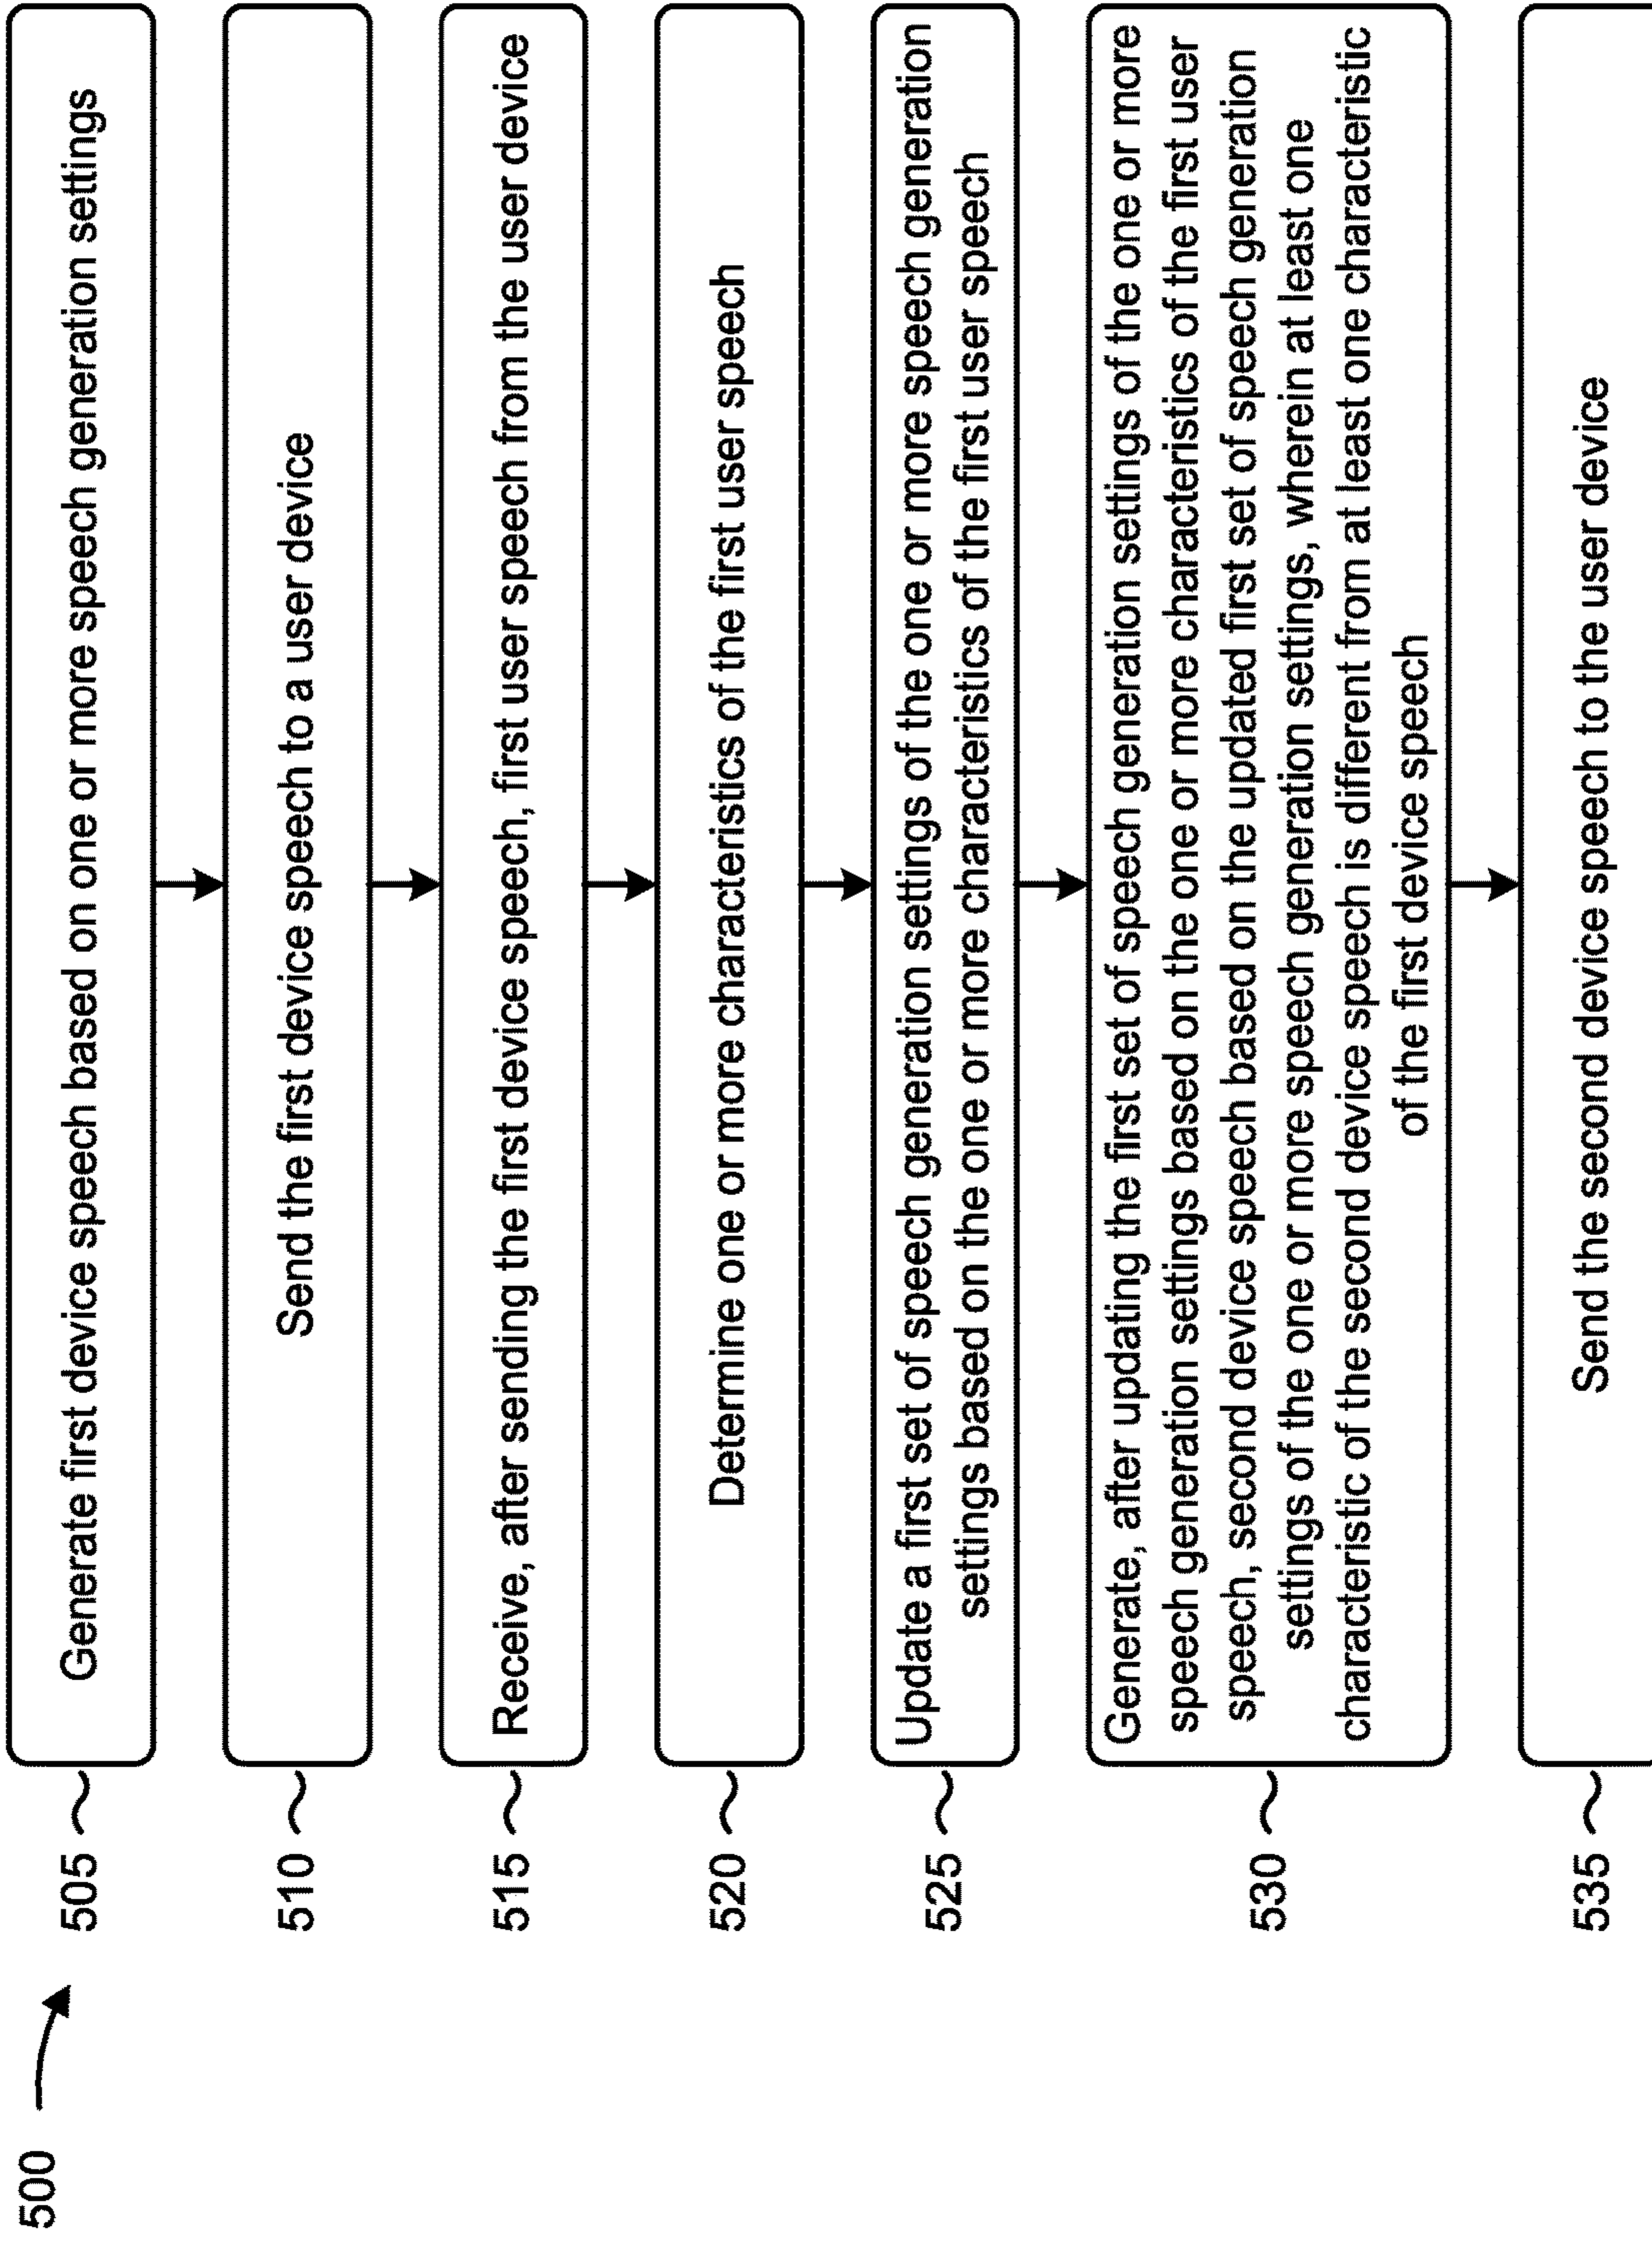 500
505
Generate first device speech based on one or more speech generation settings
510
Send the first device speech to a user device
515
Receive, after sending the first device speech, first user speech from the user device
520
Determine one or more characteristics of the first user speech
525
Update a first set of speech generation settings of the one or more speech generation
settings based on the one or more characteristics of the first user speech
530
Generate, after updating the first set of speech generation settings of the one or more
speech generation settings based on the one or more characteristics of the first user
speech, second device speech based on the updated first set of speech generation
settings of the one or more speech generation settings, wherein at least one
characteristic of the second device speech is different from at least one characteristic
of the first device speech
535
Send the second device speech to the user device